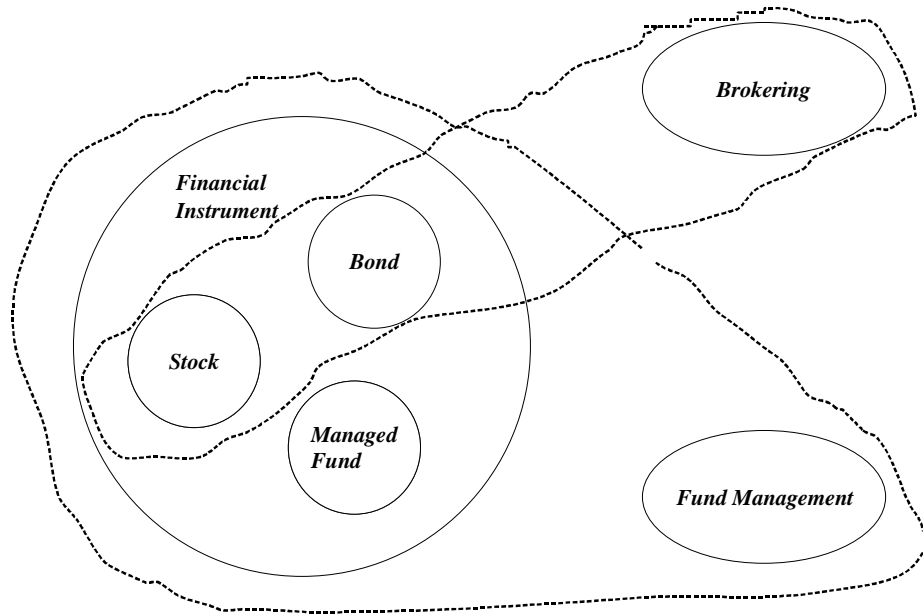 Brokering
Financial
Instrument
Bond
Stock
Managed
Fund
Fund Management